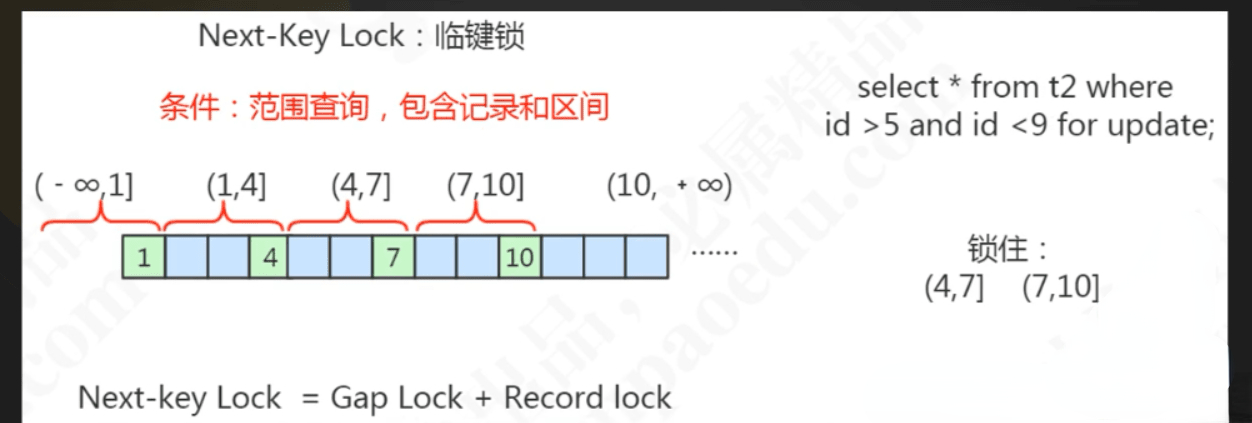 Next-Key Lock：临键锁
条件：范围查询，包含记录和区间
select * from t2 where
id >5 and id <9 for update;
( - ∞,1] (1,4] (4,7] (7,10] (10, + ∞)
1 4 7 10 ……
锁住：
(4,7] (7,10]
Next-key Lock = Gap Lock + Record lock